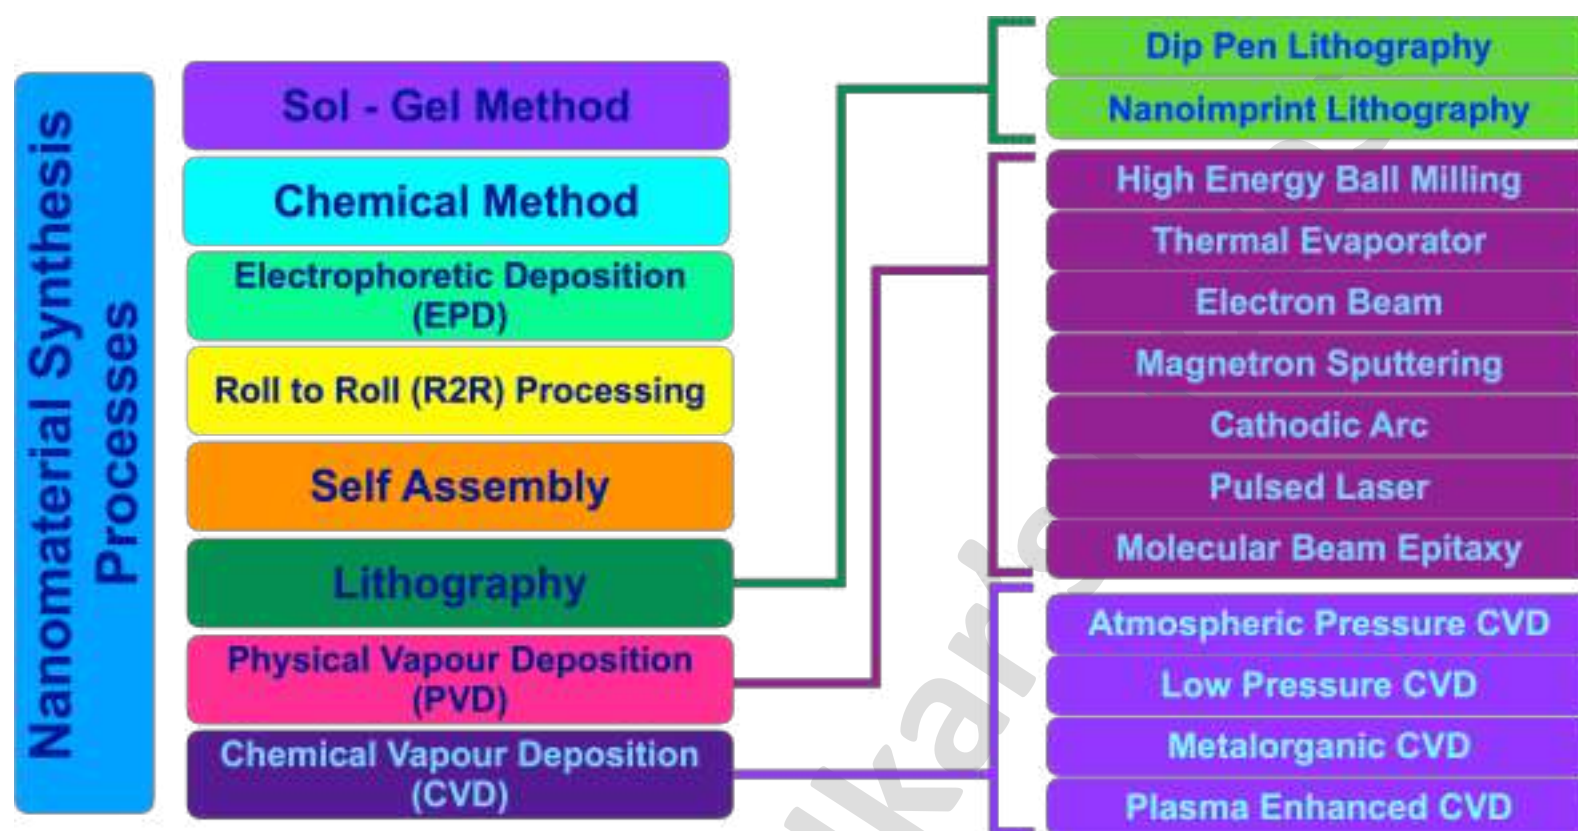 Nanomaterial Synthesis
Processes
Sol - Gel Method
Chemical Method
Electrophoretic Deposition
(EPD)
Roll to Roll (R2R) Processing
Self Assembly
Lithography
Physical Vapour Deposition
(PVD)
Chemical Vapour Deposition
(CVD)
Dip Pen Lithography
Nanoimprint Lithography
High Energy Ball Milling
Thermal Evaporator
Electron Beam
Magnetron Sputtering
Cathodic Arc
Pulsed Laser
Molecular Beam Epitaxy
Atmospheric Pressure CVD
Low Pressure CVD
Metalorganic CVD
Plasma Enhanced CVD